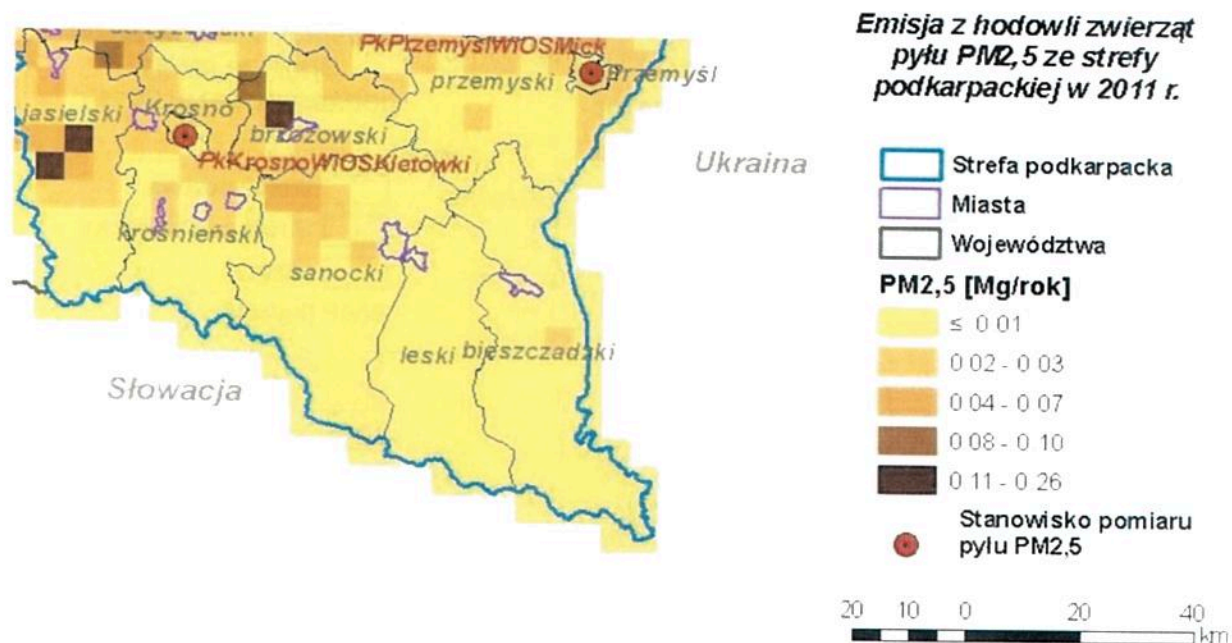 Emisja z hodowli zwierząt
pyłu PM2,5 ze strefy
podkarpackiej w 2011 r.
PkPrzemyslWIOSMick
przemyski
Przemyśl
jasielski
Krosno
brzozowski
PkKrosnoWIOSKletowki
Ukraina
krośnieński
sanocki
leski
bieszczadzki
Słowacja
Strefa podkarpacka
Miasta
Województwa
PM2,5 [Mg/rok]
≤ 0 01
0 02 - 0 03
0 04 - 0 07
0 08 - 0 10
0 11 - 0 26
Stanowisko pomiaru
pyłu PM2,5
20 10 0 20 40
km